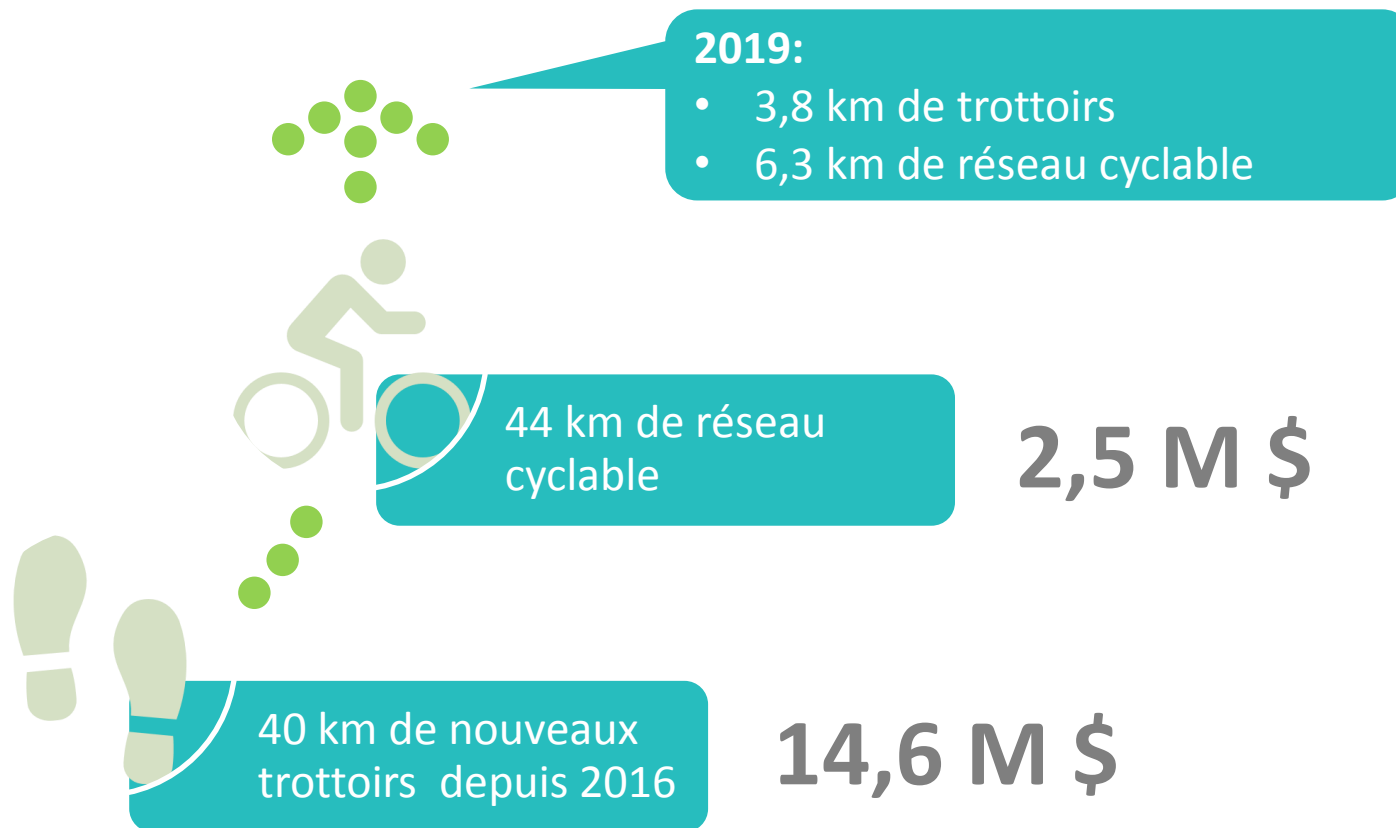 2019:
• 3,8 km de trottoirs
• 6,3 km de réseau cyclable
44 km de réseau
cyclable
2,5 M $
40 km de nouveaux
trottoirs depuis 2016
14,6 M $